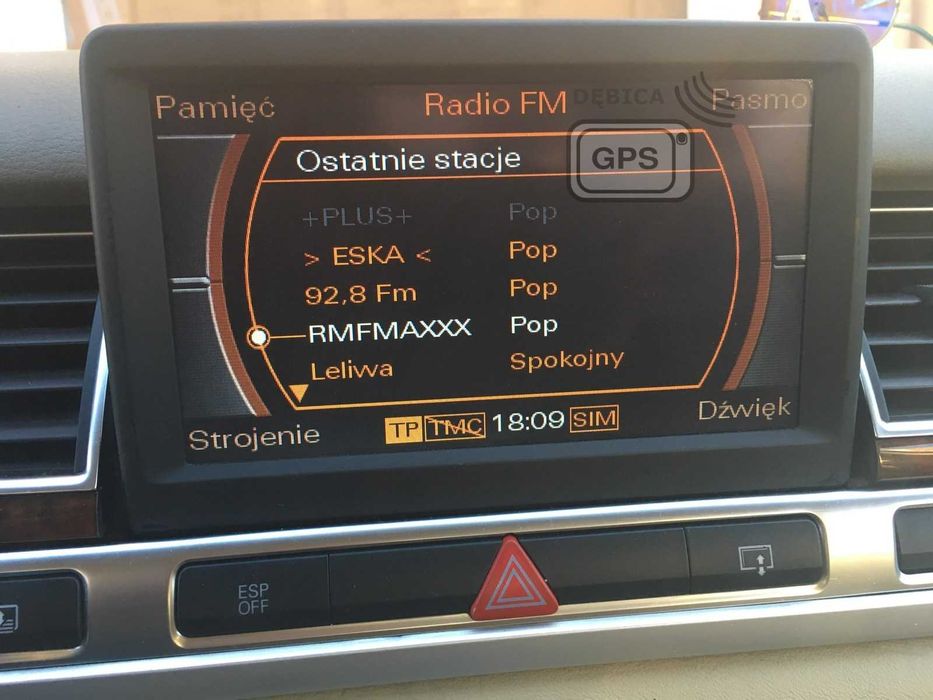 Pamięć Radio FM Pasmo
DĘBICA
GPS
Ostatnie stacje
+PLUS+ Pop
> ESKA < Pop
92,8 Fm Pop
RMFMAXXX Pop
Leliwa Spokojny
Strojenie TP TMC 18:09 SIM Dźwięk
ESP
OFF